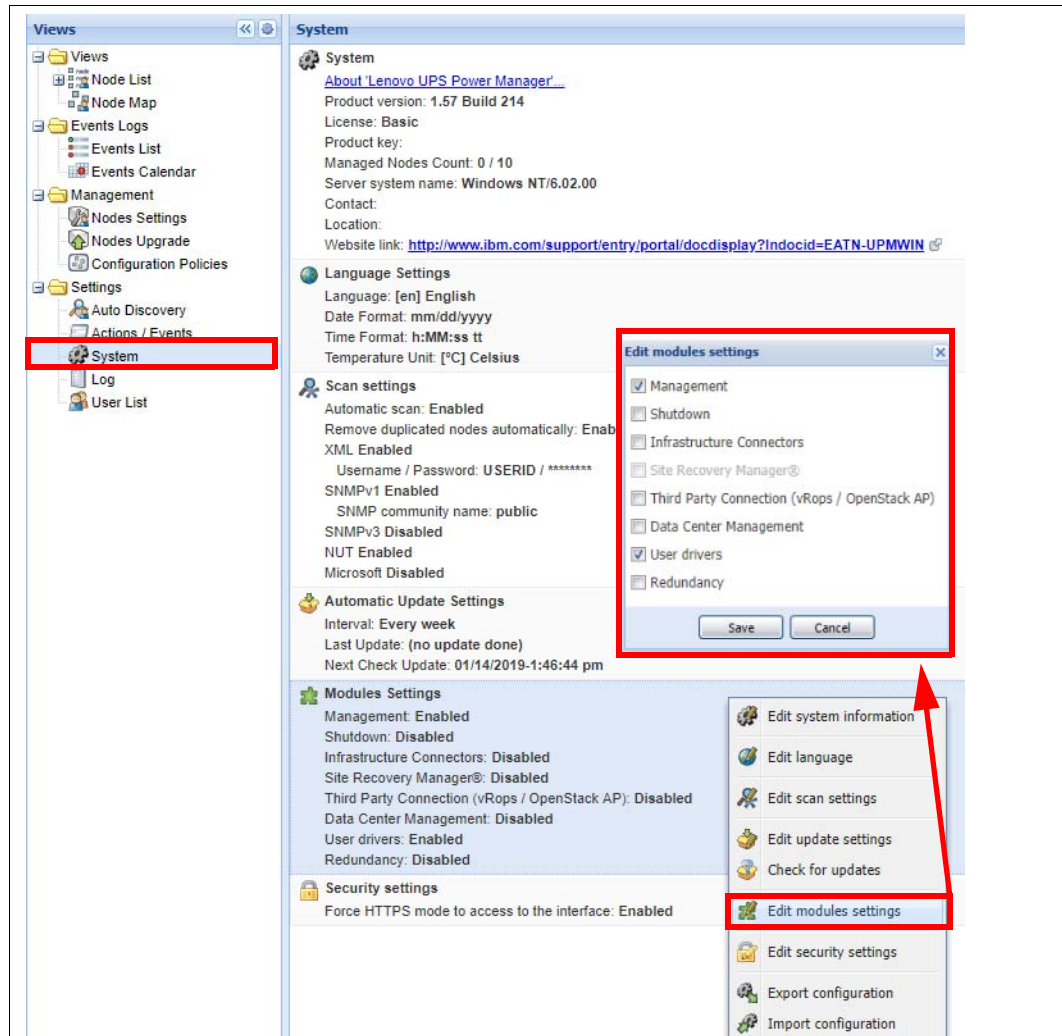 Views
Views
Node List
Node Map
Events Logs
Events List
Events Calendar
Management
Nodes Settings
Nodes Upgrade
Configuration Policies
Settings
Auto Discovery
Actions / Events
System
Log
User List
System
System
About 'Lenovo UPS Power Manager'...
Product version: 1.57 Build 214
License: Basic
Product key:
Managed Nodes Count: 0 / 10
Server system name: Windows NT/6.02.00
Contact:
Location:
Website link: http://www.ibm.com/support/entry/portal/docdisplay?lndocid=EATN-UPMWIN
Language Settings
Language: [en] English
Date Format: mm/dd/yyyy
Time Format: h:MM:ss tt
Temperature Unit: [°C] Celsius
Scan settings
Automatic scan: Enabled
Remove duplicated nodes automatically: Enab
XML Enabled
Username / Password: USERID / ********
SNMPv1 Enabled
SNMP community name: public
SNMPv3 Disabled
NUT Enabled
Microsoft Disabled
Automatic Update Settings
Interval: Every week
Last Update: (no update done)
Next Check Update: 01/14/2019-1:46:44 pm
Modules Settings
Management: Enabled
Shutdown: Disabled
Infrastructure Connectors: Disabled
Site Recovery Manager®: Disabled
Third Party Connection (vRops / OpenStack AP): Disabled
Data Center Management: Disabled
User drivers: Enabled
Redundancy: Disabled
Security settings
Force HTTPS mode to access to the interface: Enabled
Edit modules settings
Management
Shutdown
Infrastructure Connectors
Site Recovery Manager®
Third Party Connection (vRops / OpenStack AP)
Data Center Management
User drivers
Redundancy
Save
Cancel
Edit system information
Edit language
Edit scan settings
Edit update settings
Check for updates
Edit modules settings
Edit security settings
Export configuration
Import configuration